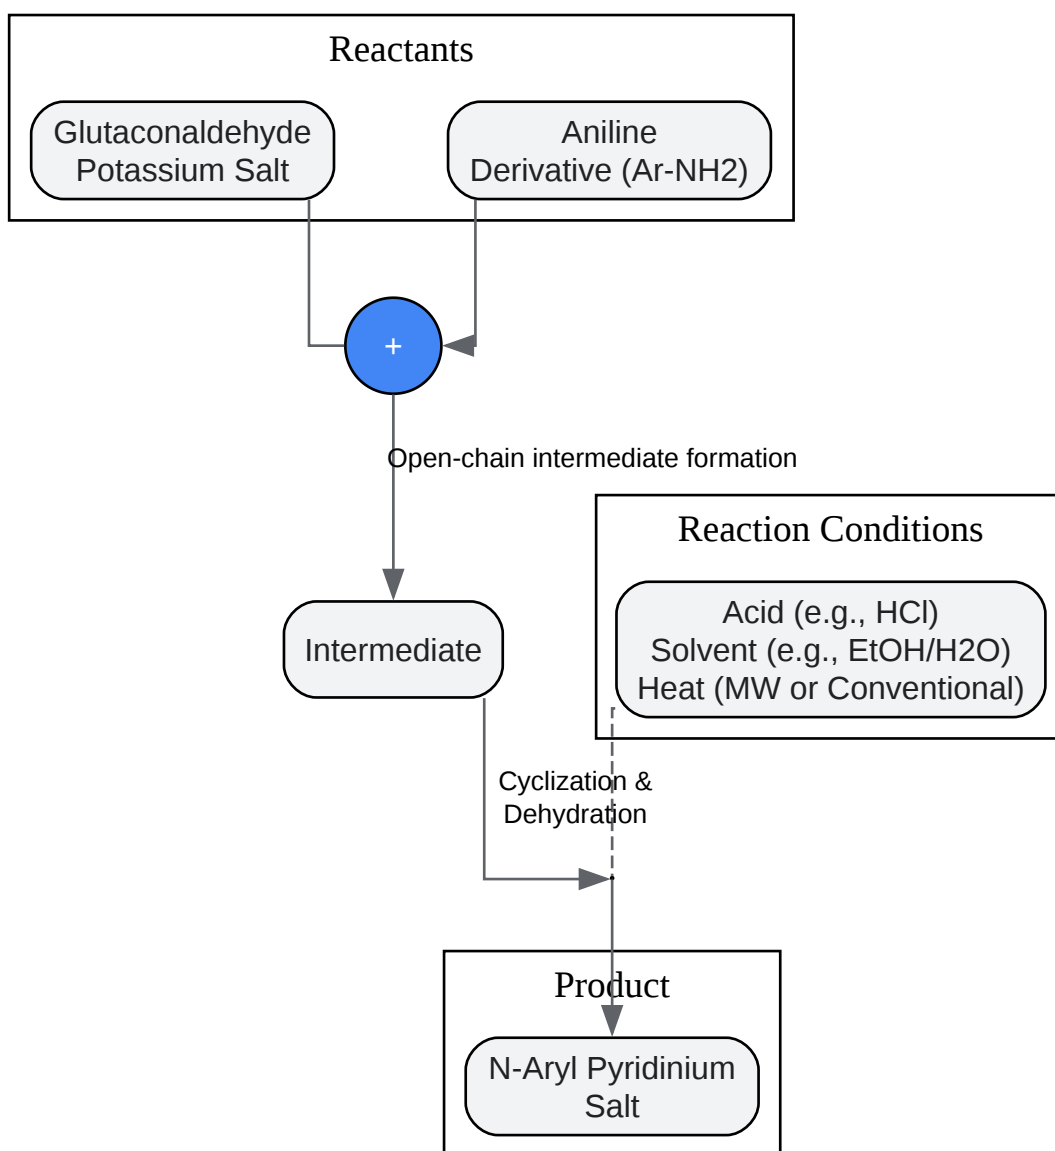 Reactants
Glutaconaldehyde
Potassium Salt
Aniline
Derivative (Ar-NH2)
+
Open-chain intermediate formation
Reaction Conditions
Acid (e.g., HCl)
Solvent (e.g., EtOH/H2O)
Heat (MW or Conventional)
Intermediate
Cyclization &
Dehydration
Product
N-Aryl Pyridinium
Salt